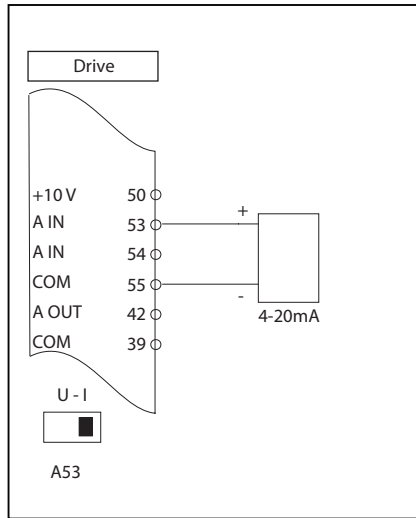 Drive
+10 V 50
A IN 53
A IN 54
COM 55
A OUT 42
COM 39
+
-
4-20mA
U - I
A53